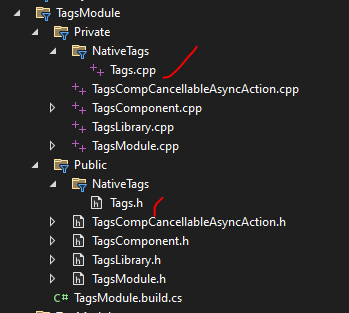 TagsModule
Private
NativeTags
Tags.cpp
TagsCompCancellableAsyncAction.cpp
TagsComponent.cpp
TagsLibrary.cpp
TagsModule.cpp
Public
NativeTags
Tags.h
TagsCompCancellableAsyncAction.h
TagsComponent.h
TagsLibrary.h
TagsModule.h
C# TagsModule.build.cs